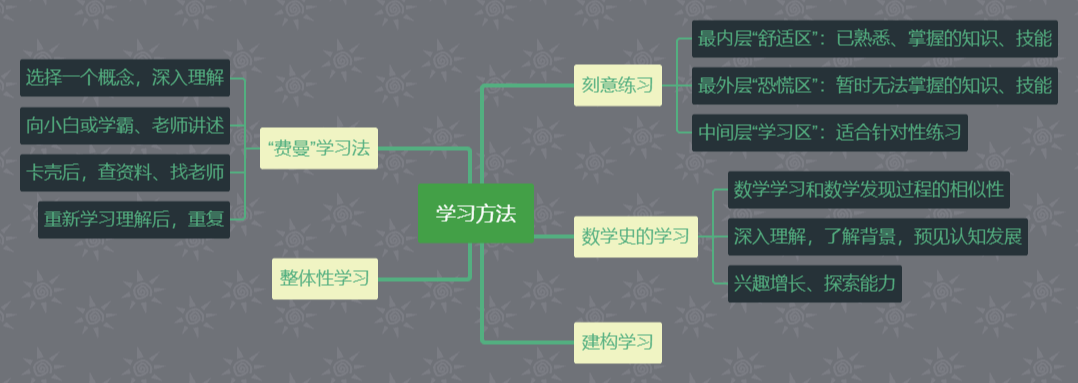 学习方法
刻意练习
最内层“舒适区”：已熟悉、掌握的知识、技能
最外层“恐慌区”：暂时无法掌握的知识、技能
中间层“学习区”：适合针对性练习
数学史的学习
数学学习和数学发现过程的相似性
深入理解，了解背景，预见认知发展
兴趣增长、探索能力
建构学习
“费曼”学习法
选择一个概念，深入理解
向小白或学霸、老师讲述
卡壳后，查资料、找老师
重新学习理解后，重复
整体性学习